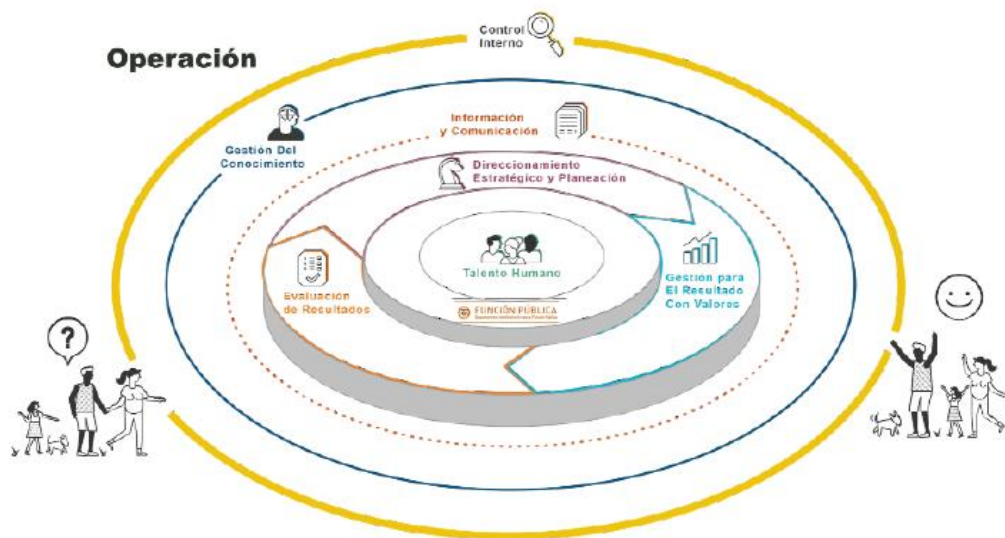 Operación
Control
Interno
Información
y Comunicación
Gestión Del
Conocimiento
Direccionamiento
Estratégico y Planeación
Talento Humano
Gestión para
El Resultado
Con Valores
Evaluación
de Resultados
FUNCIÓN PÚBLICA
?